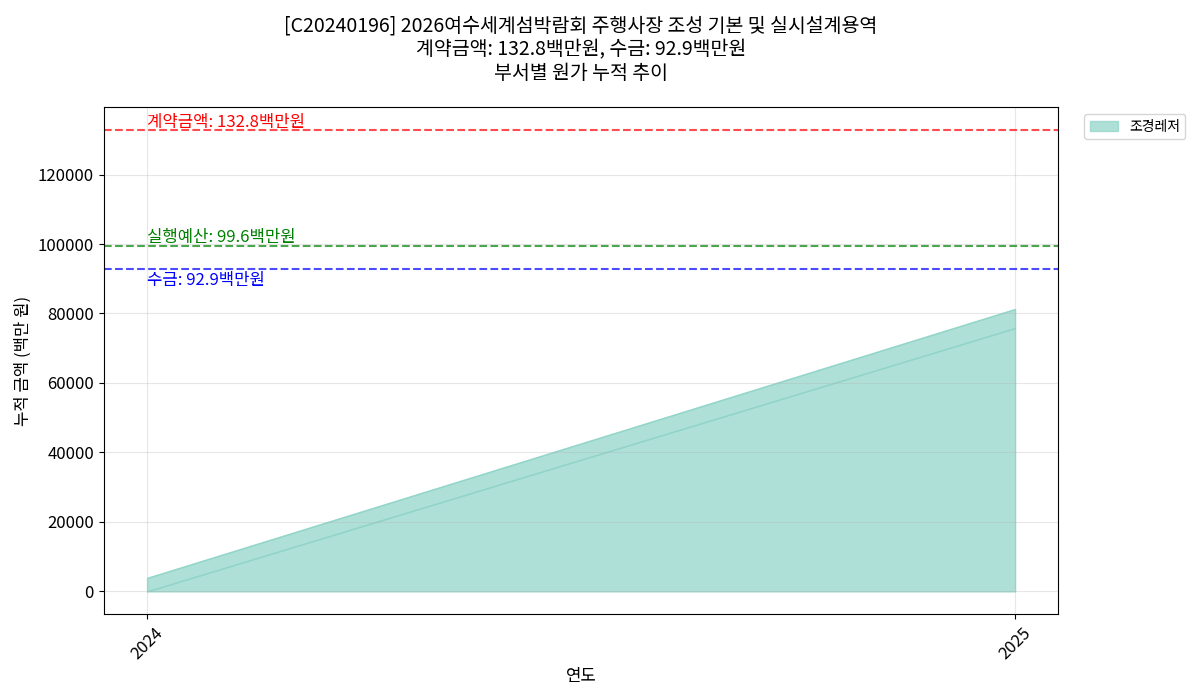 [C20240196] 2026여수세계섬박람회 주행사장 조성 기본 및 실시설계용역
계약금액: 132.8백만원, 수금: 92.9백만원
부서별 원가 누적 추이
계약금액: 132.8백만원
조경레저
실행예산: 99.6백만원
수금: 92.9백만원
누적 금액 (백만 원)
120000
100000
80000
60000
40000
20000
0
2024
2025
연도